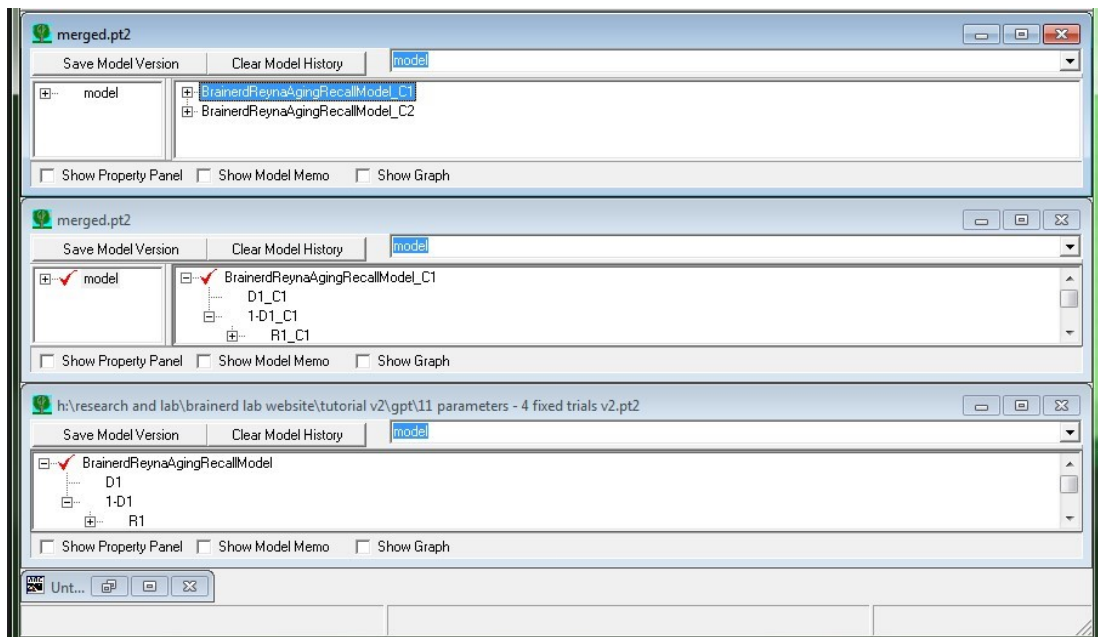 merged.pt2
Save Model Version Clear Model History model
model BrainerdReynaAgingRecallModel_C1
BrainerdReynaAgingRecallModel_C2
Show Property Panel Show Model Memo Show Graph
merged.pt2
Save Model Version Clear Model History model
model BrainerdReynaAgingRecallModel_C1
D1_C1
1-D1_C1
R1_C1
Show Property Panel Show Model Memo Show Graph
h:\research and lab\brainerd lab website\tutorial v2\gpt\11 parameters - 4 fixed trials v2.pt2
Save Model Version Clear Model History model
BrainerdReynaAgingRecallModel
D1
1-D1
R1
Show Property Panel Show Model Memo Show Graph
Unt...